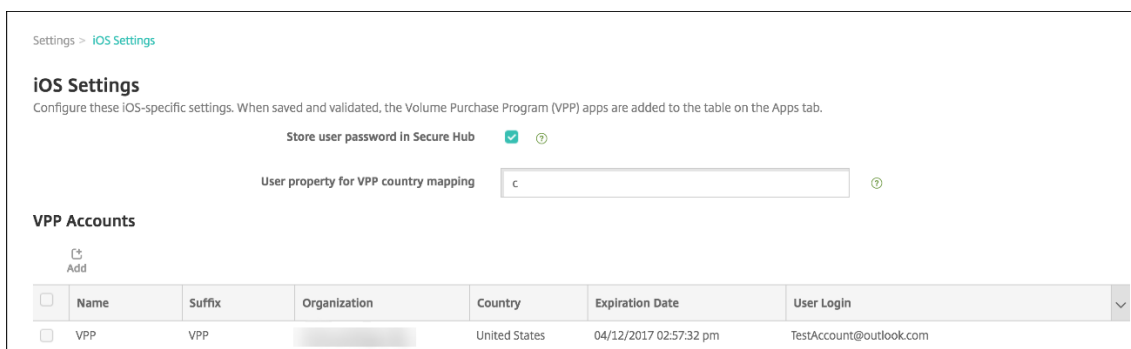 Settings > iOS Settings
iOS Settings
Configure these iOS-specific settings. When saved and validated, the Volume Purchase Program (VPP) apps are added to the table on the Apps tab.
Store user password in Secure Hub ?
User property for VPP country mapping c ?
VPP Accounts
Add
Name Suffix Organization Country Expiration Date User Login
VPP VPP United States 04/12/2017 02:57:32 pm TestAccount@outlook.com